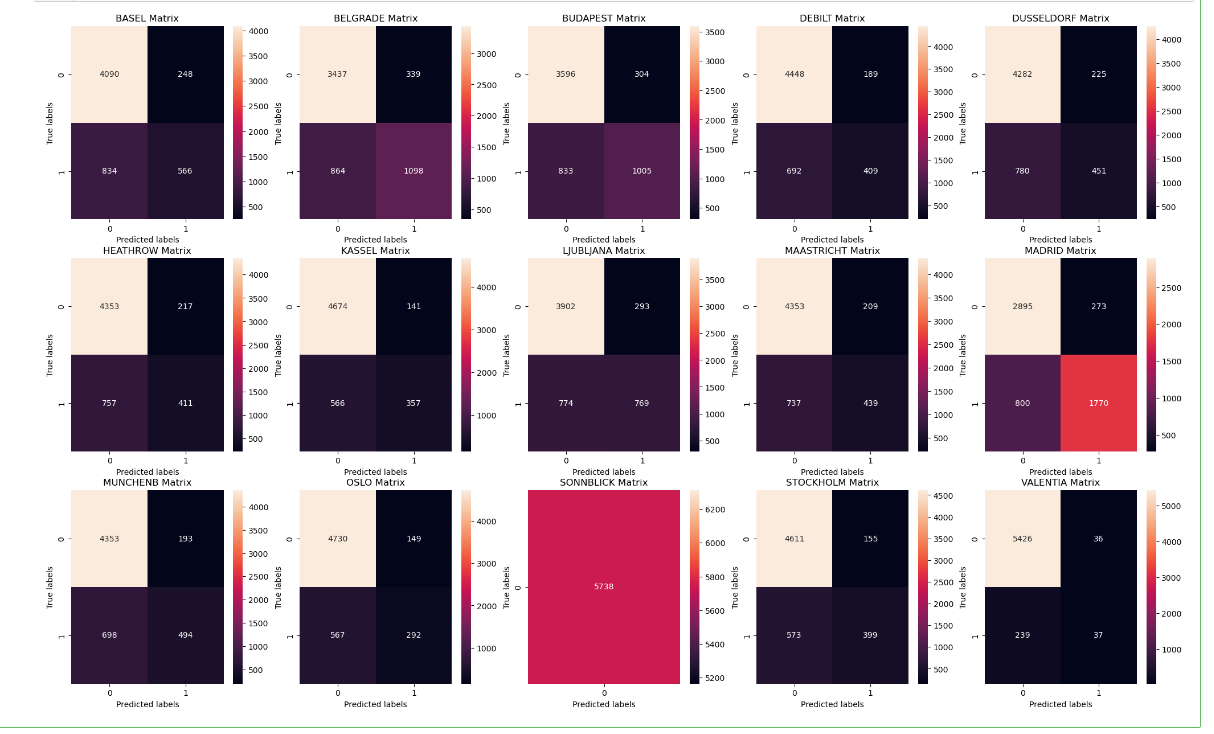 BASEL Matrix BELGRADE Matrix BUDAPEST Matrix DEBILT Matrix DUSSELDORF Matrix
0 4090 248 4000 3500 3000 2500 2000 1500 1000 500
1 834 566
True labels
0 1
Predicted labels
0 3437 339 3000 2500 2000 1500 1000 500
1 864 1098
True labels
0 1
Predicted labels
0 3596 304 3500 3000 2500 2000 1500 1000 500
1 833 1005
True labels
0 1
Predicted labels
0 4448 189 4000 3500 3000 2500 2000 1500 1000 500
1 692 409
True labels
0 1
Predicted labels
0 4282 225 4000 3500 3000 2500 2000 1500 1000 500
1 780 451
True labels
0 1
Predicted labels
HEATHROW Matrix KASSEL Matrix LJUBLJANA Matrix MAASTRICHT Matrix MADRID Matrix
0 4353 217 4000 3500 3000 2500 2000 1500 1000 500
1 757 411
True labels
0 1
Predicted labels
0 4674 141 4000 3000 2000 1000
1 566 357
True labels
0 1
Predicted labels
0 3902 293 3500 3000 2500 2000 1500 1000 500
1 774 769
True labels
0 1
Predicted labels
0 4353 209 4000 3500 3000 2500 2000 1500 1000 500
1 737 439
True labels
0 1
Predicted labels
0 2895 273 2500 2000 1500 1000 500
1 800 1770
True labels
0 1
Predicted labels
MUNCHENB Matrix OSLO Matrix SONNBLICK Matrix STOCKHOLM Matrix VALENTIA Matrix
0 4353 193 4000 3500 3000 2500 2000 1500 1000 500
1 698 494
True labels
0 1
Predicted labels
0 4730 149 4000 3000 2000 1000
1 567 292
True labels
0 1
Predicted labels
0 5738 6200 6000 5800 5600 5400 5200
True labels
0
Predicted labels
0 4611 155 4500 4000 3500 3000 2500 2000 1500 1000 500
1 573 399
True labels
0 1
Predicted labels
0 5426 36 5000 4000 3000 2000 1000
1 239 37
True labels
0 1
Predicted labels